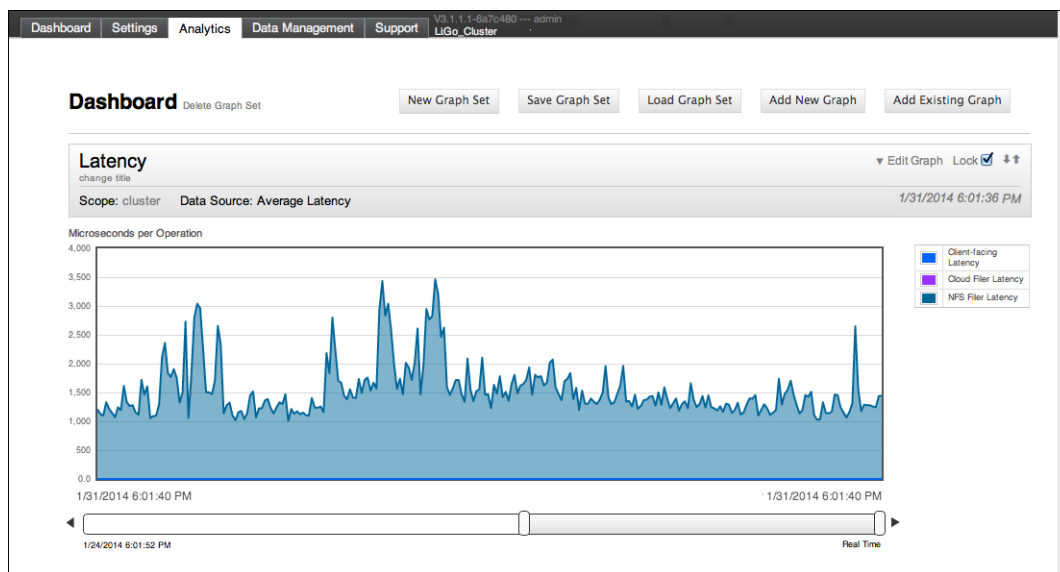 Dashboard Settings Analytics Data Management Support V3.1.1.1-6a7c480 --- admin
LiGo_Cluster
Dashboard Delete Graph Set New Graph Set Save Graph Set Load Graph Set Add New Graph Add Existing Graph
Latency ▼ Edit Graph Lock
change title
Scope: cluster Data Source: Average Latency 1/31/2014 6:01:36 PM
Microseconds per Operation
4,000
3,500
3,000
2,500
2,000
1,500
1,000
500
0.0
Client-facing
Latency
Cloud Filer Latency
NFS Filer Latency
1/31/2014 6:01:40 PM 1/31/2014 6:01:40 PM
1/24/2014 6:01:52 PM Real Time